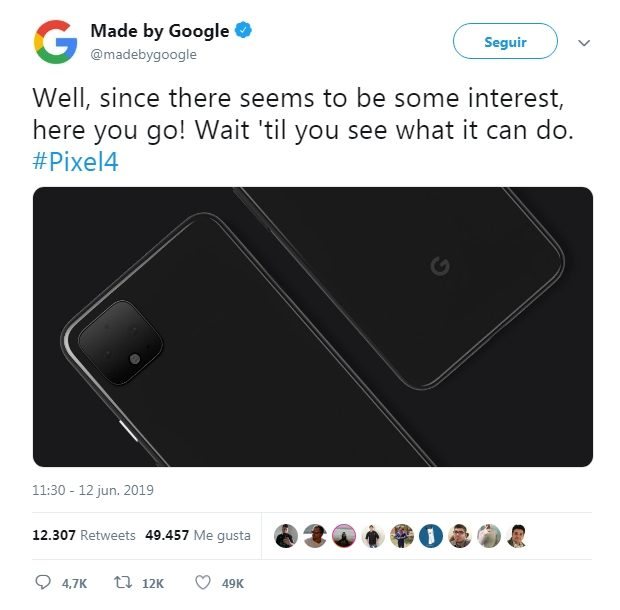 Made by Google
@madebygoogle
Seguir
Well, since there seems to be some interest,
here you go! Wait 'til you see what it can do.
#Pixel4
11:30 - 12 jun. 2019
12.307 Retweets 49.457 Me gusta
4,7K 12K 49K